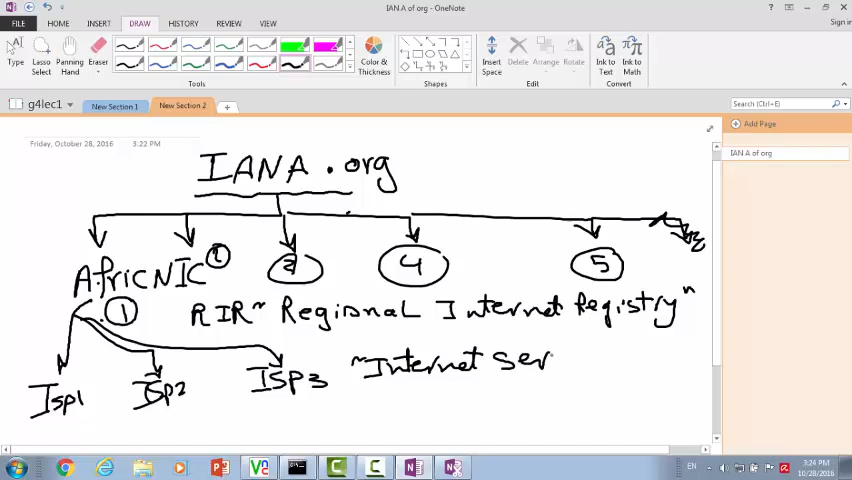 IAN.A of org - OneNote
FILE HOME INSERT DRAW HISTORY REVIEW VIEW
Sign in
Type Lasso Select Panning Hand Eraser Color & Thickness Insert Space Delete Arrange Rotate Ink to Text Ink to Math
Tools Shapes Edit Convert
g4lec1 New Section 1 New Section 2 Search (Ctrl+E)
Add Page
IAN.A of org
Friday, October 28, 2016 3:22 PM
IANA.org
AfricNIC 2 3 4 5
1 RIR "Regional Internet Registry"
Isp1 ISp2 ISP3 "Internet Ser
EN 3:24 PM
10/28/2016